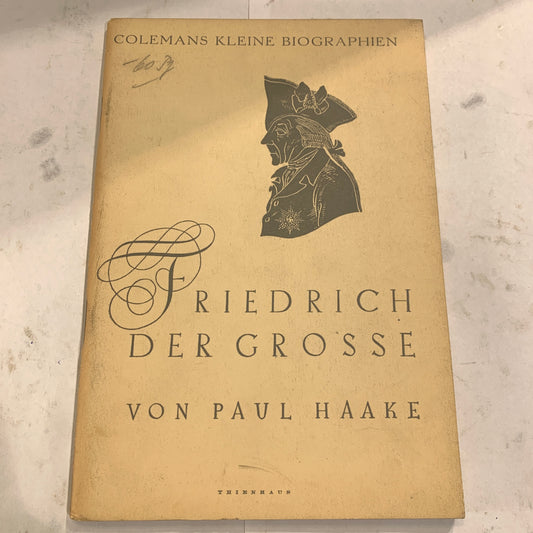 COLEMANS KLEINE BIOGRAPHIEN
FRIEDRICH
DER GROSSE
VON PAUL HAAKE
THIENHAUS